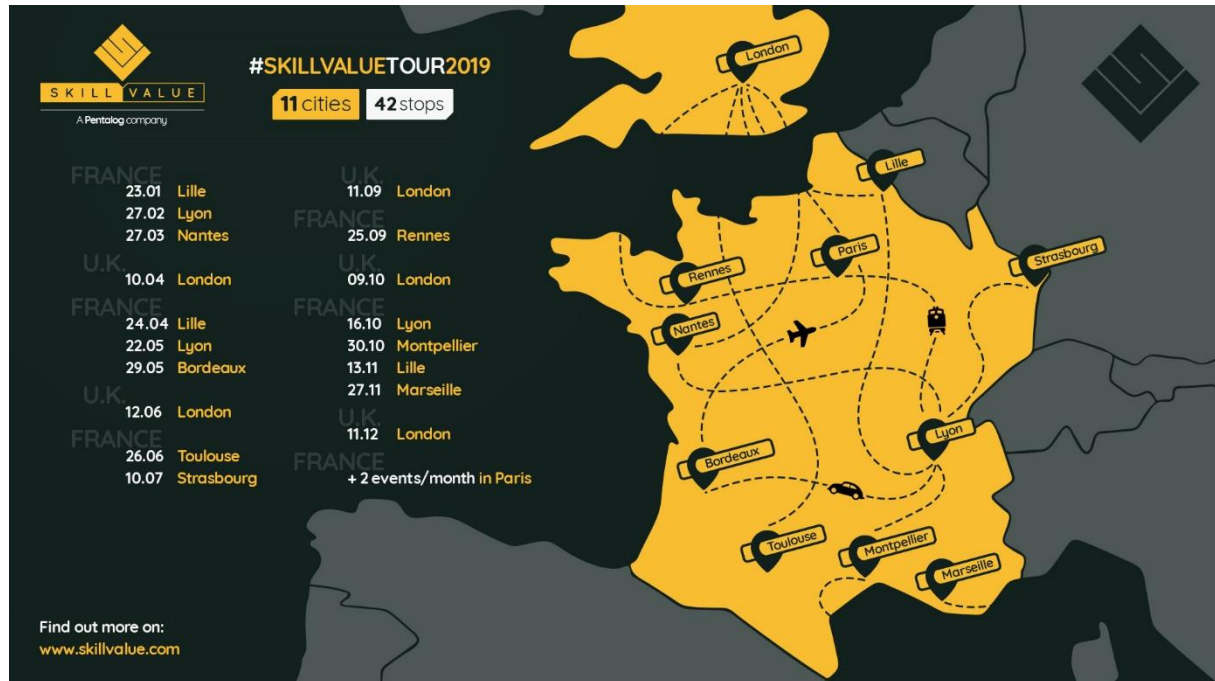 SKILL VALUE
A Pentalog company
#SKILLVALUETOUR2019
11 cities 42 stops
FRANCE
23.01 Lille
27.02 Lyon
27.03 Nantes
U.K.
10.04 London
FRANCE
24.04 Lille
22.05 Lyon
29.05 Bordeaux
U.K.
12.06 London
FRANCE
26.06 Toulouse
10.07 Strasbourg
U.K.
11.09 London
FRANCE
25.09 Rennes
U.K.
09.10 London
FRANCE
16.10 Lyon
30.10 Montpellier
13.11 Lille
27.11 Marseille
U.K.
11.12 London
FRANCE
+ 2 events/month in Paris
Find out more on:
www.skillvalue.com
London
Lille
Paris
Strasbourg
Rennes
Nantes
Lyon
Bordeaux
Toulouse
Montpellier
Marseille